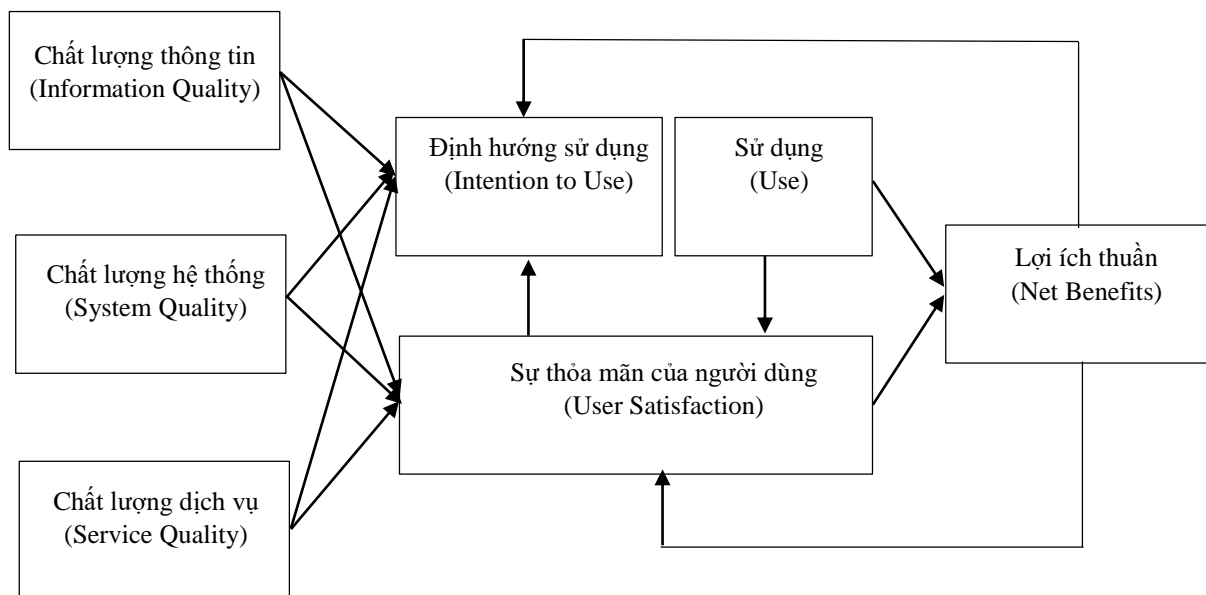 Chất lượng thông tin
(Information Quality)
Định hướng sử dụng
(Intention to Use)
Sử dụng
(Use)
Chất lượng hệ thống
(System Quality)
Lợi ích thuần
(Net Benefits)
Sự thỏa mãn của người dùng
(User Satisfaction)
Chất lượng dịch vụ
(Service Quality)